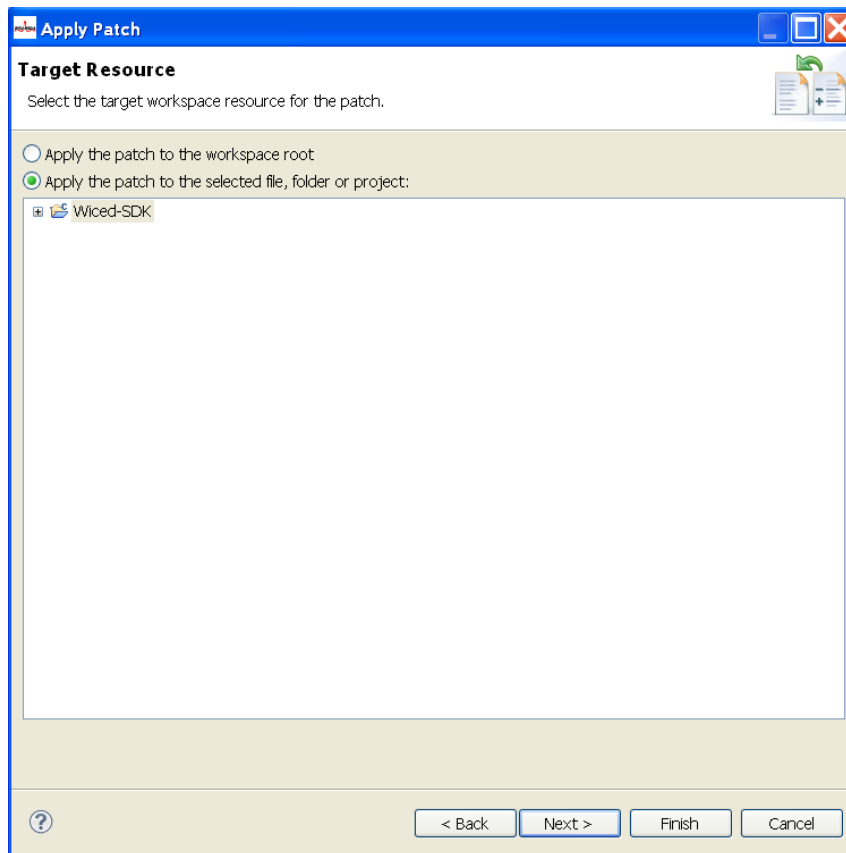 Apply Patch
Target Resource
Select the target workspace resource for the patch.
Apply the patch to the workspace root
Apply the patch to the selected file, folder or project:
Wiced-SDK
? < Back Next > Finish Cancel